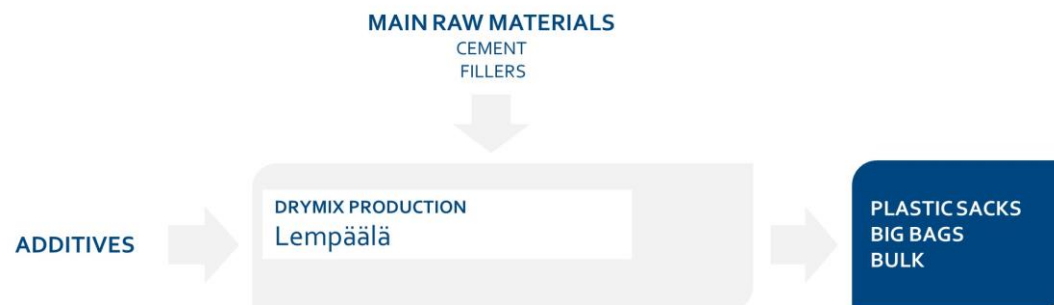 MAIN RAW MATERIALS
CEMENT
FILLERS
ADDITIVES
DRYMIX PRODUCTION
Lempäälä
PLASTIC SACKS
BIG BAGS
BULK